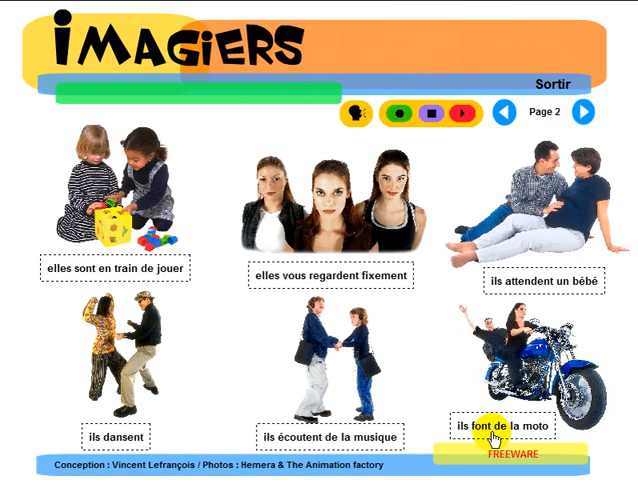 iMAGiERS
Sortir
Page 2
elles sont en train de jouer
elles vous regardent fixement
ils attendent un bébé
ils dansent
ils écoutent de la musique
ils font de la moto
FREEWARE
Conception : Vincent Lefrançois / Photos : Hemera & The Animation factory